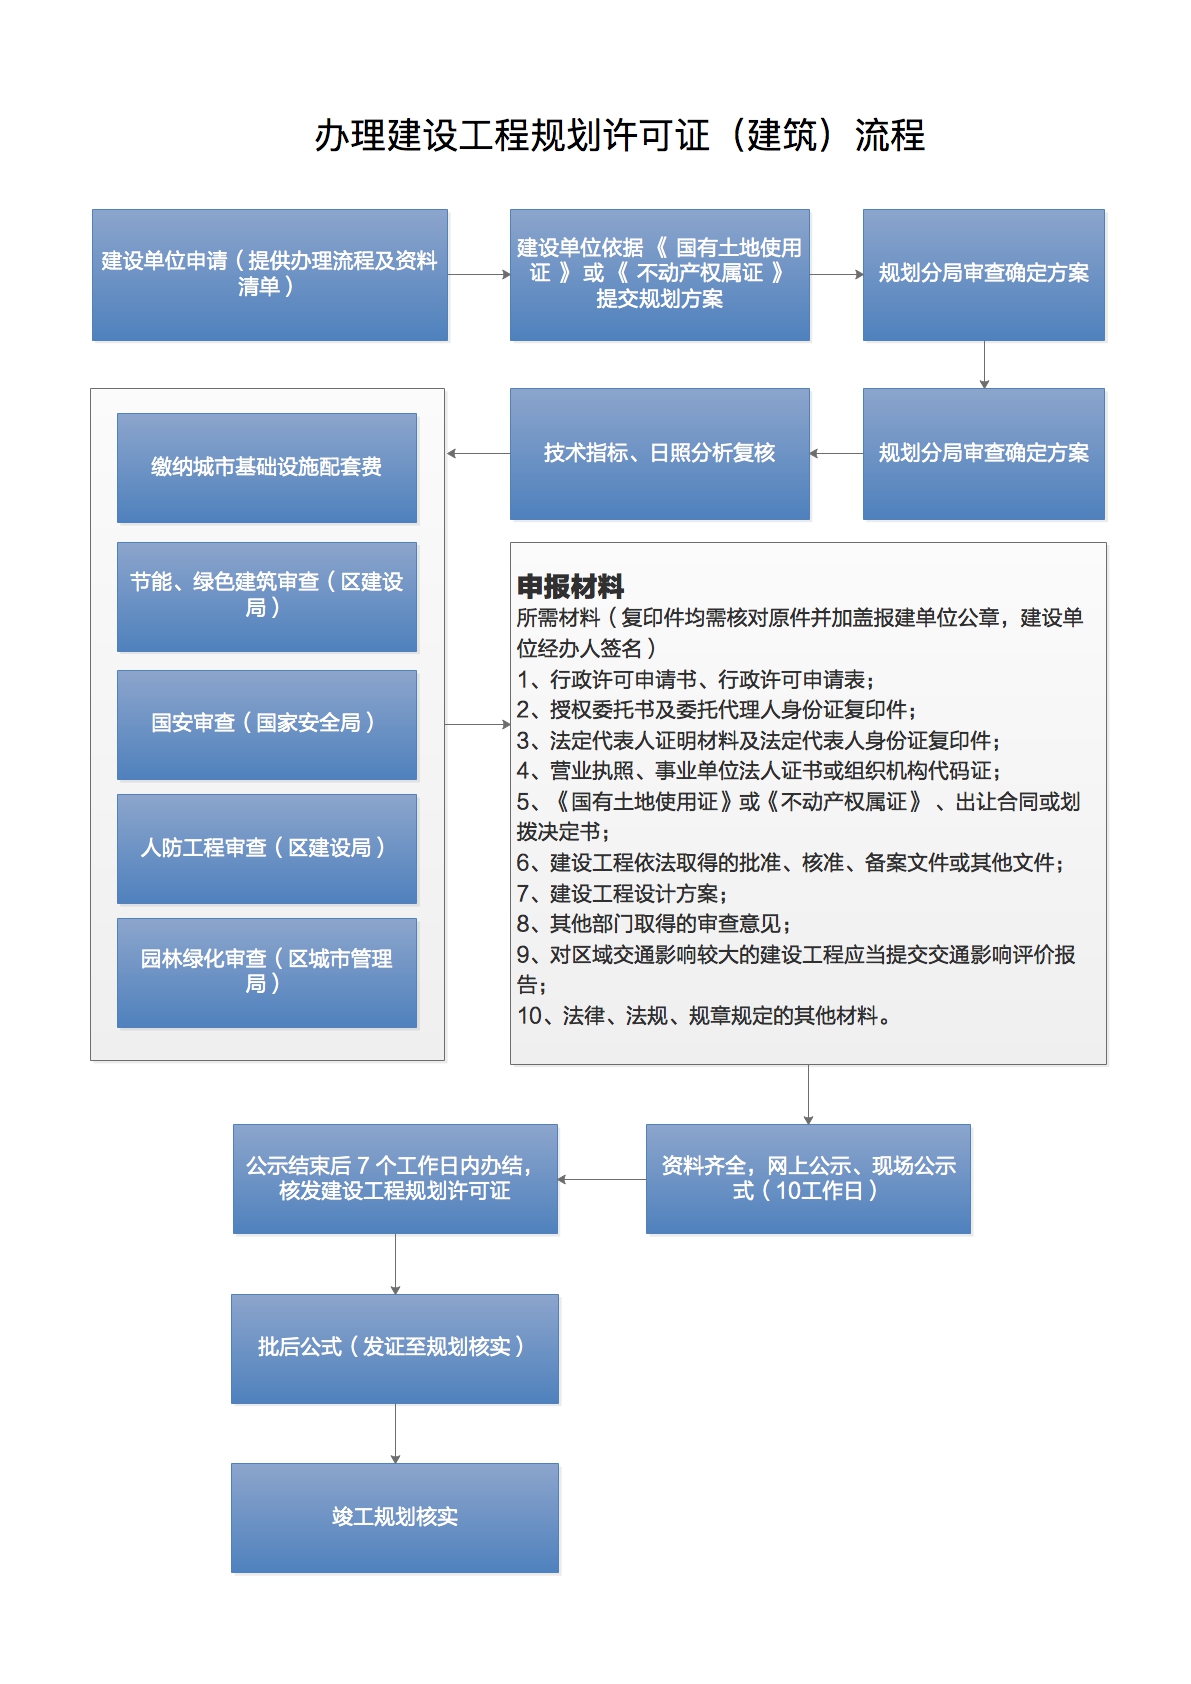 办理建设工程规划许可证（建筑）流程
建设单位申请（提供办理流程及资料
清单）
建设单位依据《 国有土地使用
证 》或《 不动产权属证 》
提交规划方案
规划分局审查确定方案
规划分局审查确定方案
技术指标、日照分析复核
缴纳城市基础设施配套费
节能、绿色建筑审查（区建设
局）
国安审查（国家安全局）
人防工程审查（区建设局）
园林绿化审查（区城市管理
局）
申报材料
所需材料（复印件均需核对原件并加盖报建单位公章，建设单
位经办人签名）
1、行政许可申请书、行政许可申请表；
2、授权委托书及委托代理人身份证复印件；
3、法定代表人证明材料及法定代表人身份证复印件；
4、营业执照、事业单位法人证书或组织机构代码证；
5、《国有土地使用证》或《不动产权属证》 、出让合同或划
拨决定书；
6、建设工程依法取得的批准、核准、备案文件或其他文件；
7、建设工程设计方案；
8、其他部门取得的审查意见；
9、对区域交通影响较大的建设工程应当提交交通影响评价报
告；
10、法律、法规、规章规定的其他材料。
资料齐全，网上公示、现场公示
式（10工作日）
公示结束后 7 个工作日内办结，
核发建设工程规划许可证
批后公式（发证至规划核实）
竣工规划核实